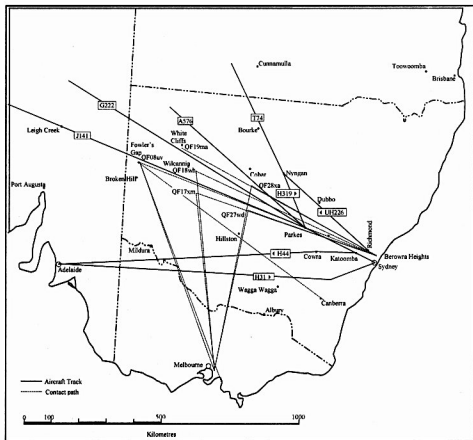 Cunnamulla
Toowoomba
Brisbane
G222
A576
T24
Leigh Creek
J141
White
Cliffs
QF19ma
Bourke
Fowler's
Gap
QF08uv
Wilcannia
QF18wh
Cobar
Nyngan
Broken Hill
QF28xa
H319
Port Augusta
QF17xm
Dubbo
UH226
QF27wd
Parkes
Richmond
Hillston
Mildura
H44
Cowra
Katoomba
Berowra Heights
Sydney
Adelaide
H31
Wagga Wagga
Canberra
Albury
Melbourne
Aircraft Track
Contact path
0 100 500 1000
Kilometres